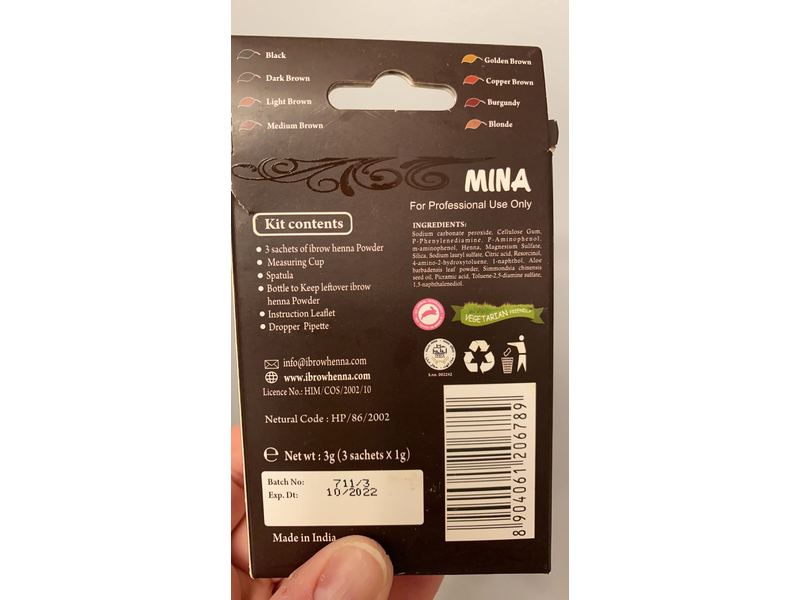 Black
Dark Brown
Light Brown
Medium Brown
Golden Brown
Copper Brown
Burgundy
Blonde
MINA
For Professional Use Only
Kit contents
• 3 sachets of ibrow henna Powder
• Measuring Cup
• Spatula
• Bottle to Keep leftover ibrow
henna Powder
• Instruction Leaflet
• Dropper Pipette
INGREDIENTS:
Sodium carbonate peroxide, Cellulose Gum,
P-Phenylenediamine, P-Aminophenol,
m-aminophenol, Henna, Magnesium Sulfate,
Silica, Sodium lauryl sulfate, Citric acid, Resorcinol,
4-amino-2-hydroxytoluene, 1-naphthol, Aloe
barbadensis leaf powder, Simmondsia chinensis
seed oil, Picramic acid, Toluene-2,5-diamine sulfate,
1,5-naphthalenediol.
VEGETARIAN FRIENDLY
S.no. 002242
info@ibrowhenna.com
www.ibrowhenna.com
Licence No.: HIM/COS/2002/10
Netural Code : HP/86/2002
e Net wt : 3g (3 sachets X 1g)
Batch No: 711/3
Exp. Dt: 10/2022
Made in India
8 904061 206789